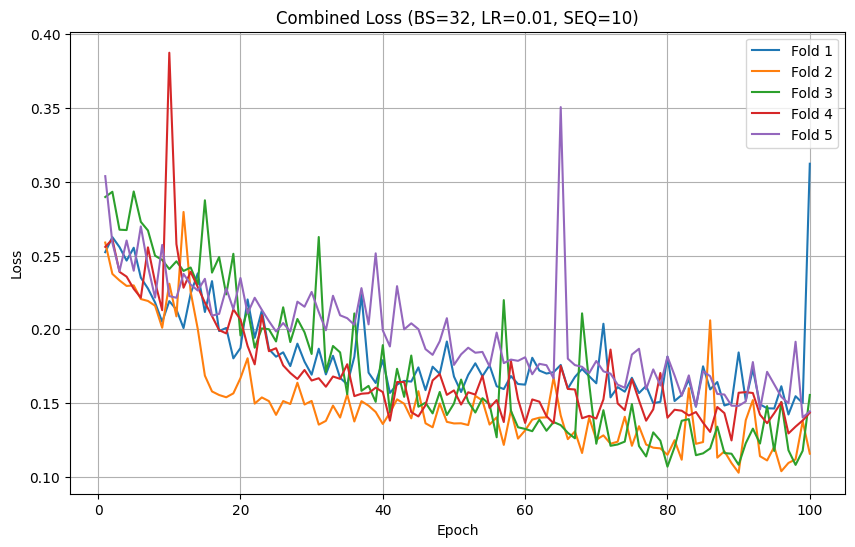 Combined Loss (BS=32, LR=0.01, SEQ=10)
0.40
0.35
0.30
0.25
0.20
0.15
0.10
Loss
Fold 1
Fold 2
Fold 3
Fold 4
Fold 5
0 20 40 60 80 100
Epoch